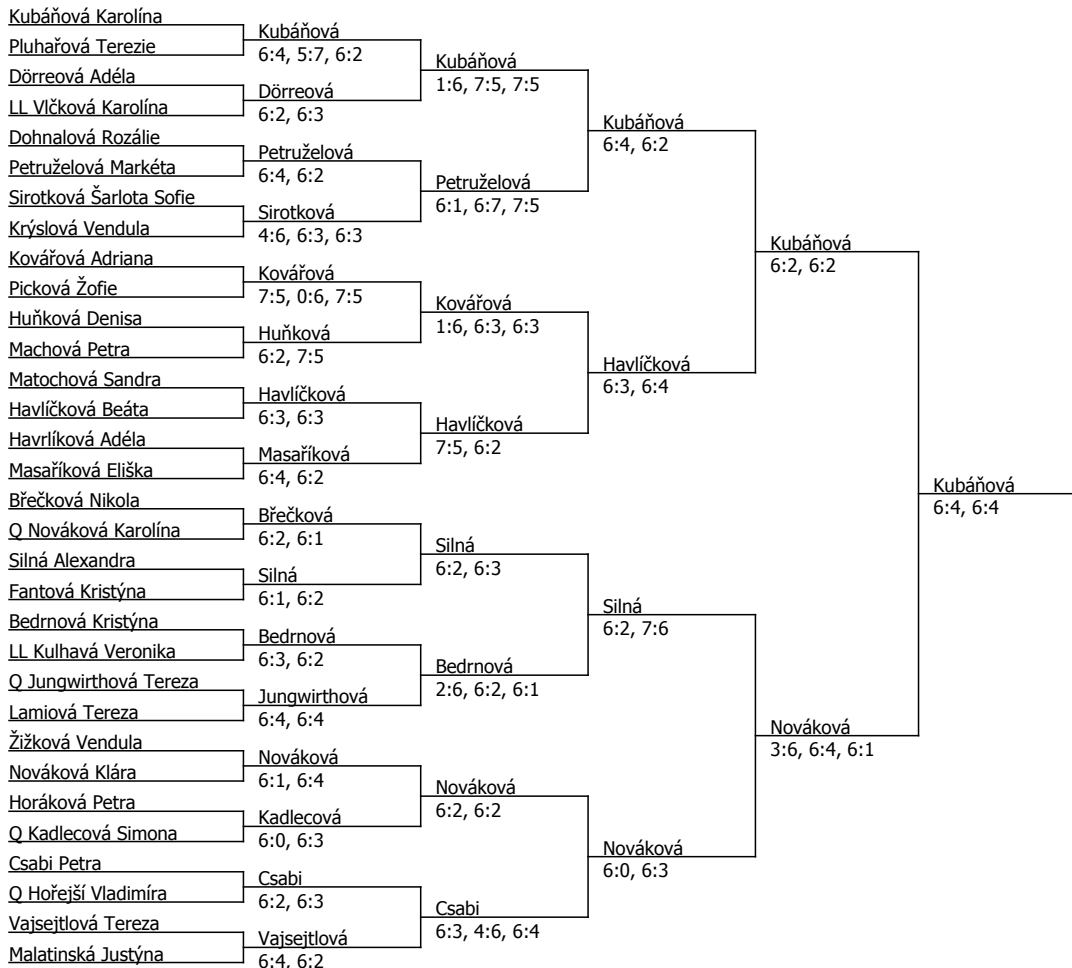 Kubáňová Karolína
Pluhařová Terezie
Dörreová Adéla
LL Vlčková Karolína
Dohnalová Rozálie
Petruželová Markéta
Sirotková Šarlota Sofie
Krýslová Vendula
Kovářová Adriana
Picková Žofie
Huňková Denisa
Machová Petra
Matochová Sandra
Havlíčková Beáta
Havrlíková Adéla
Masaříková Eliška
Břečková Nikola
Q Nováková Karolína
Silná Alexandra
Fantová Kristýna
Bedrnová Kristýna
LL Kulhavá Veronika
Q Jungwirthová Tereza
Lamiová Tereza
Žižková Vendula
Nováková Klára
Horáková Petra
Q Kadlecová Simona
Csabi Petra
Q Hořejší Vladimíra
Vajsejtlová Tereza
Malatinská Justýna
Kubáňová
6:4, 5:7, 6:2
Dörreová
6:2, 6:3
Petruželová
6:4, 6:2
Sirotková
4:6, 6:3, 6:3
Kovářová
7:5, 0:6, 7:5
Huňková
6:2, 7:5
Havlíčková
6:3, 6:3
Masaříková
6:4, 6:2
Břečková
6:2, 6:1
Silná
6:1, 6:2
Bedrnová
6:3, 6:2
Jungwirthová
6:4, 6:4
Nováková
6:1, 6:4
Kadlecová
6:0, 6:3
Csabi
6:2, 6:3
Vajsejtlová
6:4, 6:2
Kubáňová
1:6, 7:5, 7:5
Petruželová
6:1, 6:7, 7:5
Kovářová
1:6, 6:3, 6:3
Havlíčková
7:5, 6:2
Silná
6:2, 6:3
Bedrnová
2:6, 6:2, 6:1
Nováková
6:2, 6:2
Csabi
6:3, 4:6, 6:4
Kubáňová
6:4, 6:2
Havlíčková
6:3, 6:4
Silná
6:2, 7:6
Nováková
6:0, 6:3
Kubáňová
6:2, 6:2
Nováková
3:6, 6:4, 6:1
Kubáňová
6:4, 6:4